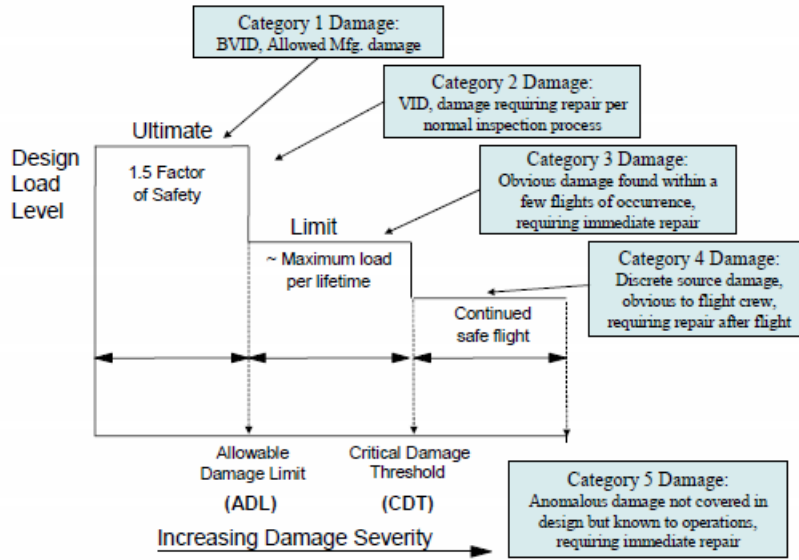 Category 1 Damage:
BVID, Allowed Mfg. damage
Category 2 Damage:
VID, damage requiring repair per
normal inspection process
Ultimate
Design
Load
Level
1.5 Factor
of Safety
Category 3 Damage:
Obvious damage found within a
few flights of occurrence,
requiring immediate repair
Limit
~ Maximum load
per lifetime
Category 4 Damage:
Discrete source damage,
obvious to flight crew,
requiring repair after flight
Continued
safe flight
Allowable
Damage Limit
(ADL)
Critical Damage
Threshold
(CDT)
Category 5 Damage:
Anomalous damage not covered in
design but known to operations,
requiring immediate repair
Increasing Damage Severity